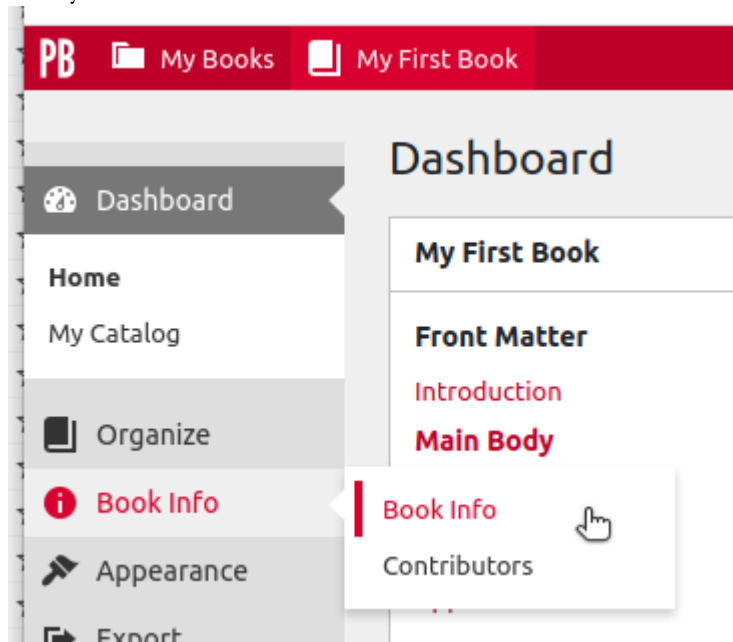 PB My Books My First Book
Dashboard
Dashboard
Home
My Catalog
My First Book
Front Matter
Introduction
Organize
Main Body
Book Info
Book Info
Contributors
Appearance
Export